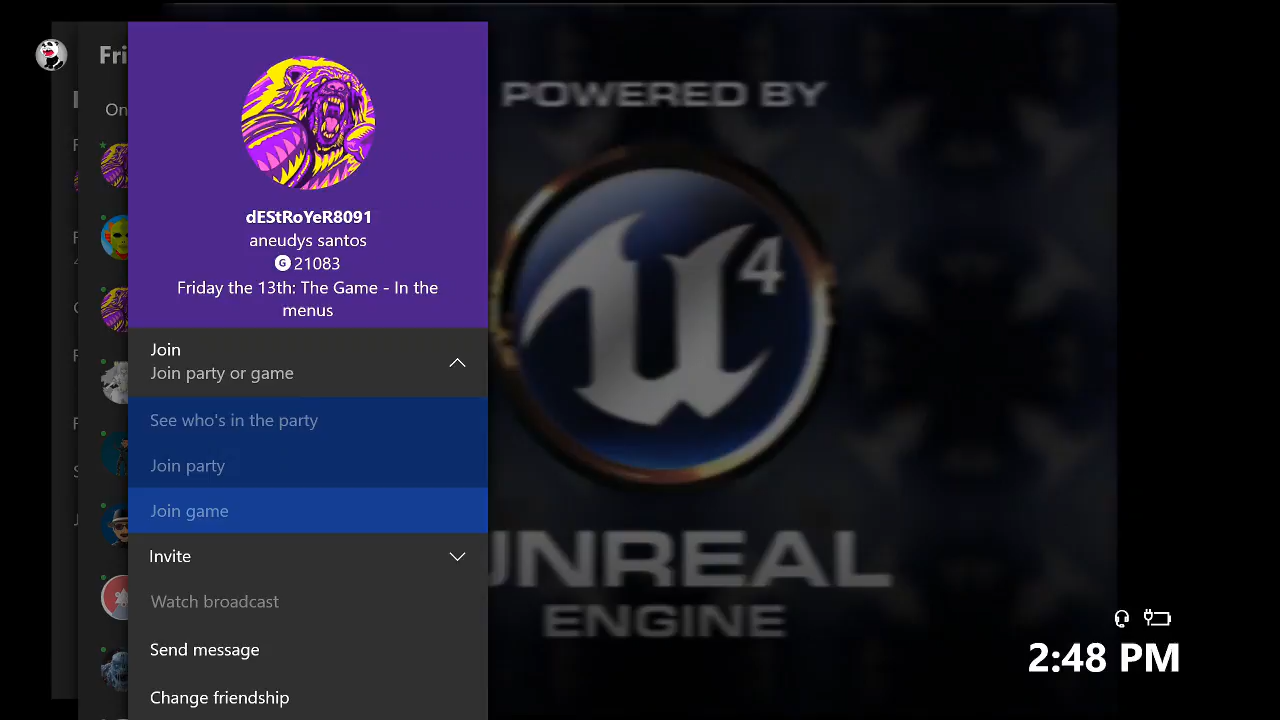 Fri
On
dEStRoYeR8091
aneudys santos
G 21083
Friday the 13th: The Game - In the
menus
Join
Join party or game
See who's in the party
Join party
Join game
Invite
Watch broadcast
Send message
Change friendship
POWERED BY
4
UNREAL
ENGINE
2:48 PM